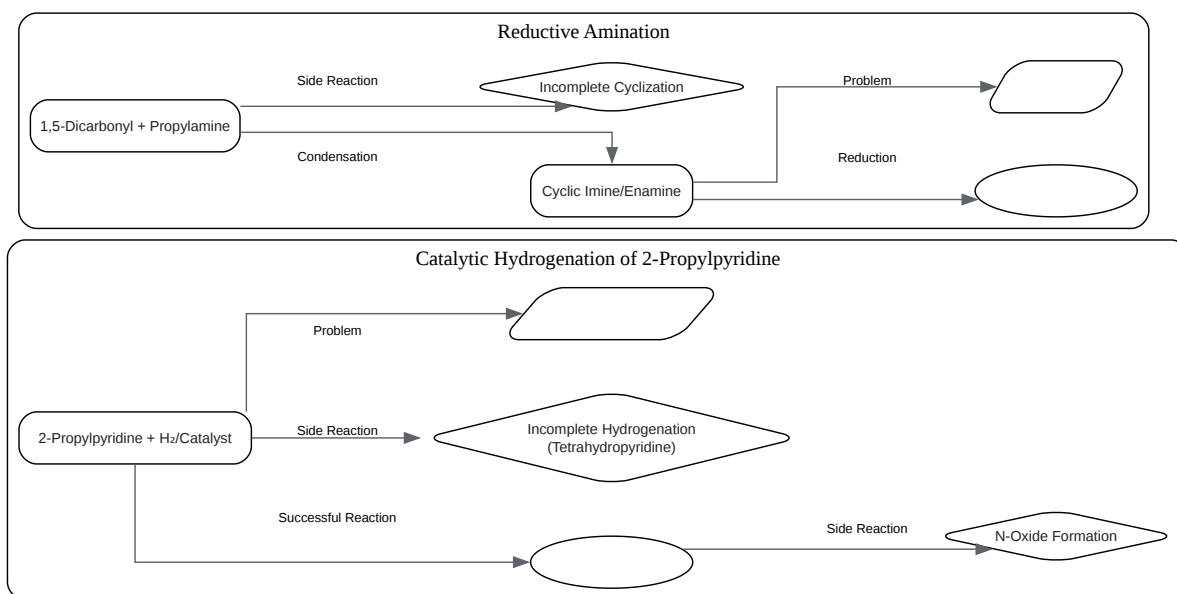 Reductive Amination
Side Reaction
Incomplete Cyclization
Problem
1,5-Dicarbonyl + Propylamine
Condensation
Reduction
Cyclic Imine/Enamine
Catalytic Hydrogenation of 2-Propylpyridine
Problem
2-Propylpyridine + H₂/Catalyst
Side Reaction
Incomplete Hydrogenation
(Tetrahydropyridine)
Successful Reaction
Side Reaction
N-Oxide Formation